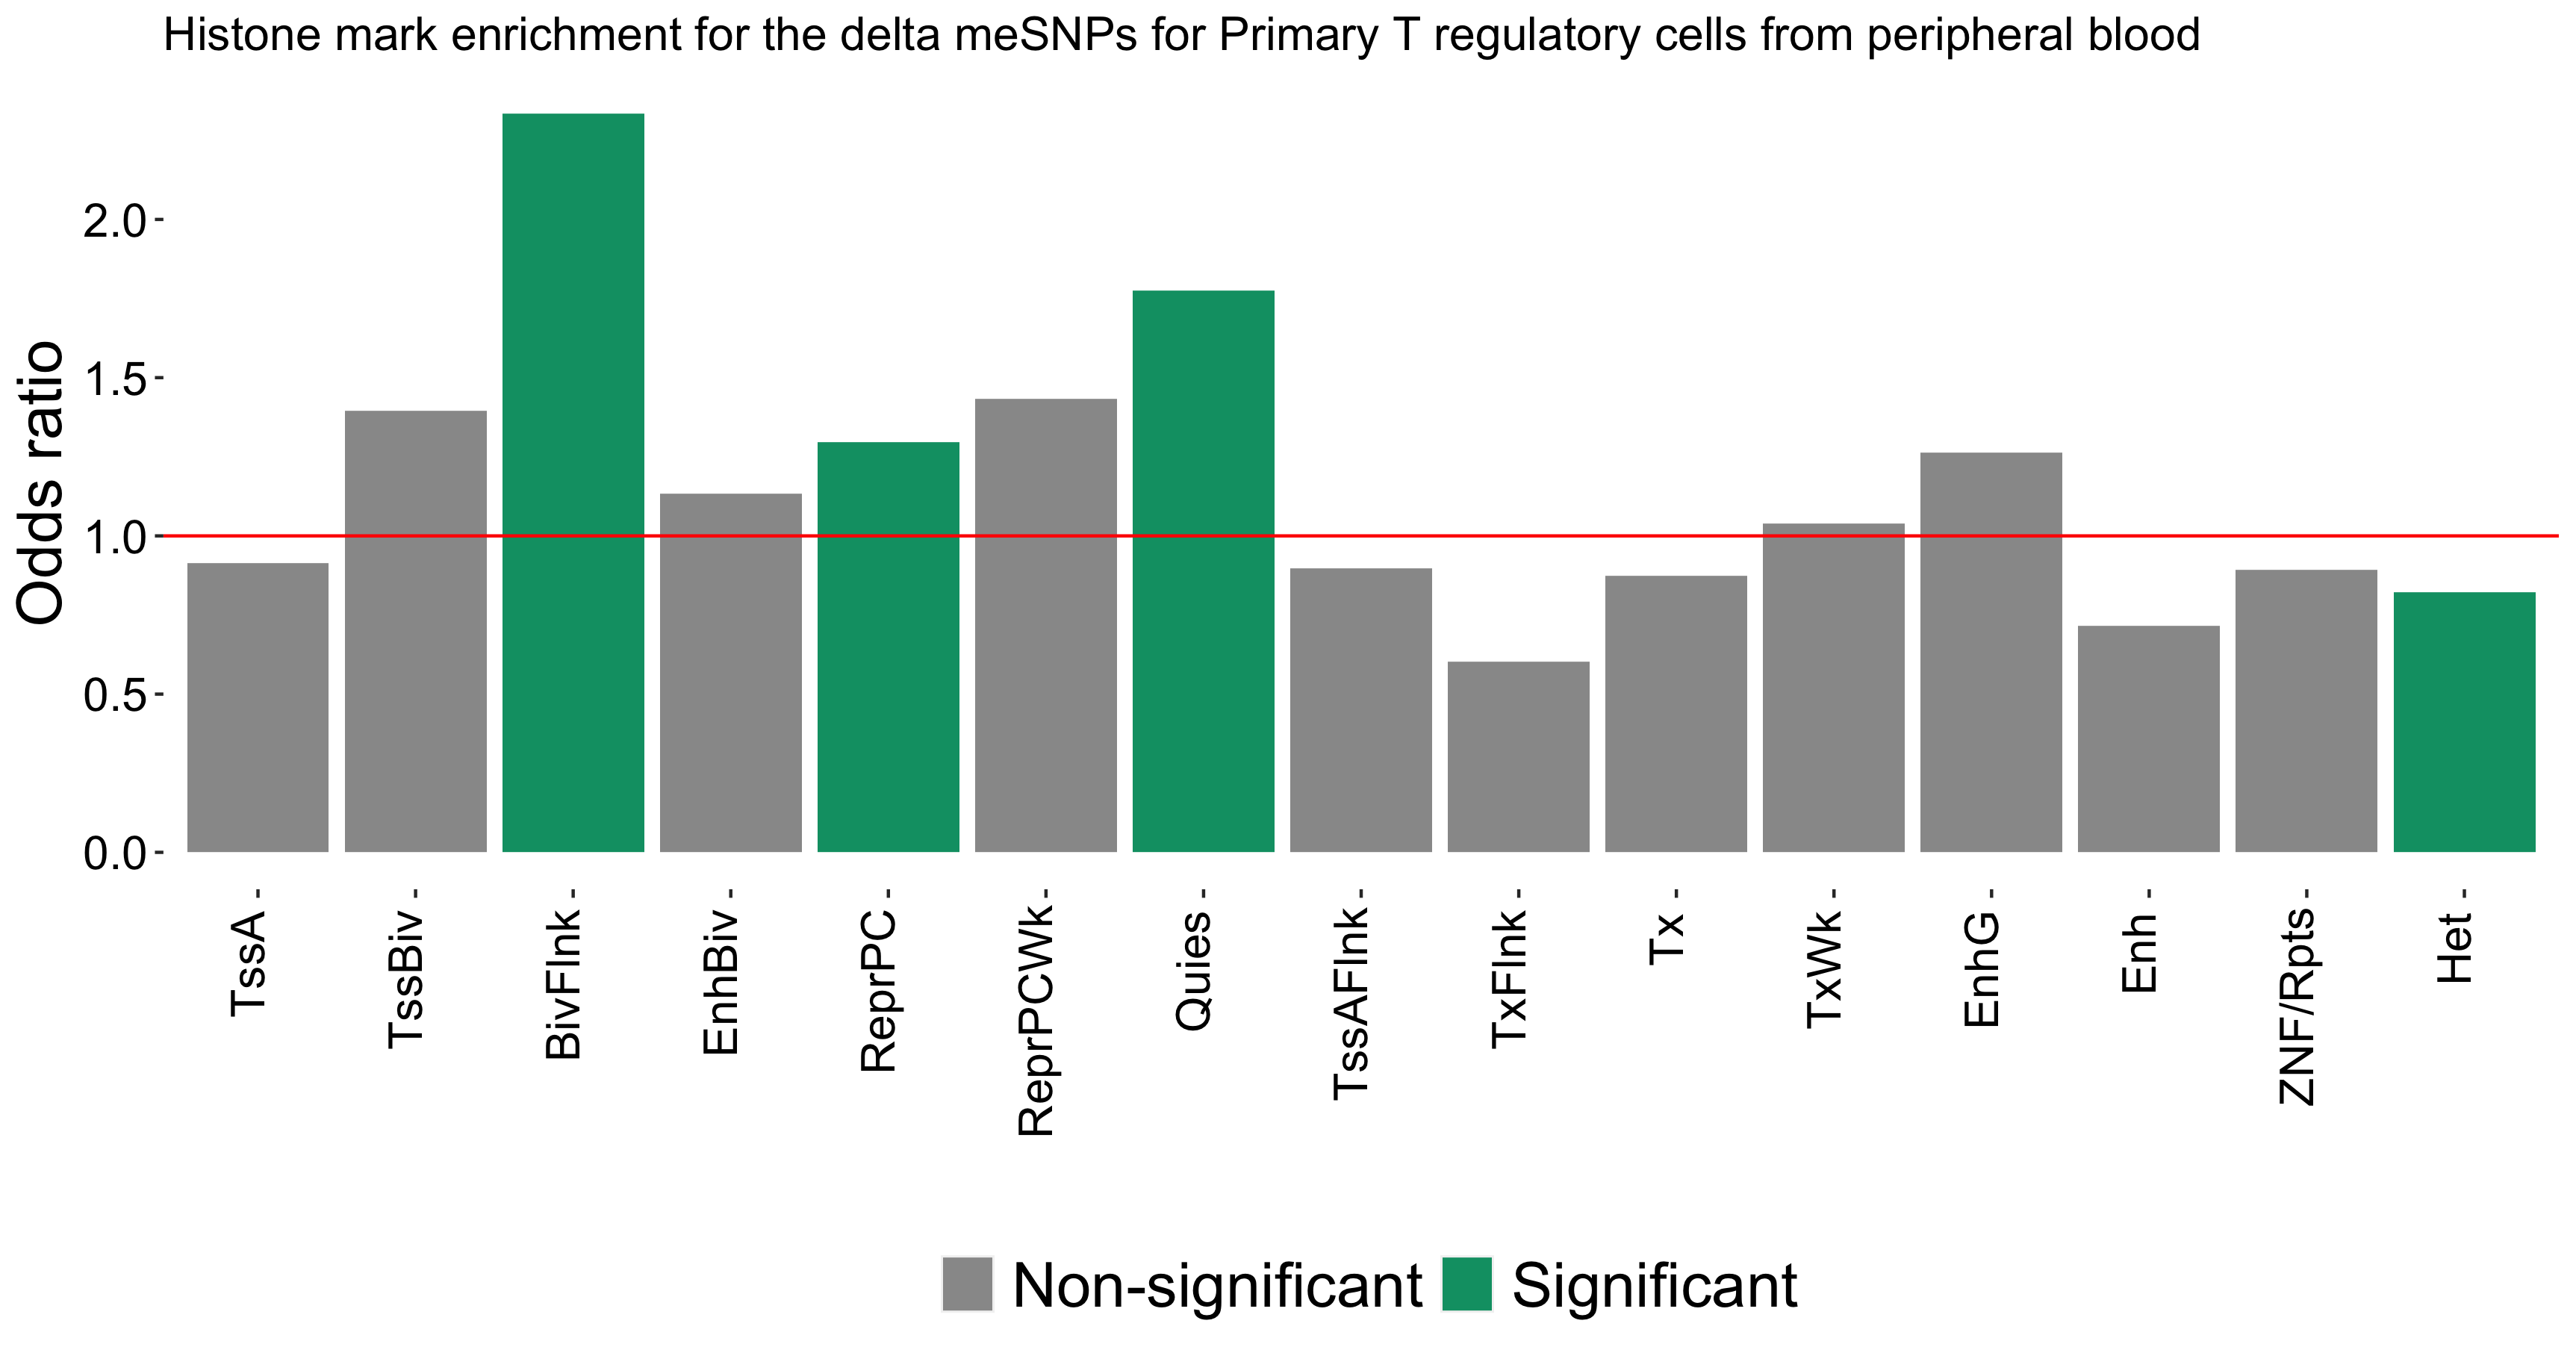 Histone mark enrichment for the delta meSNPs for Primary T regulatory cells from peripheral blood
Odds ratio
2.0
1.5
1.0
0.5
0.0
TssA
TssBiv
BivFlnk
EnhBiv
ReprPC
ReprPCWk
Quies
TssAFlnk
TxFlnk
Tx
TxWk
EnhG
Enh
ZNF/Rpts
Het
Non-significant
Significant